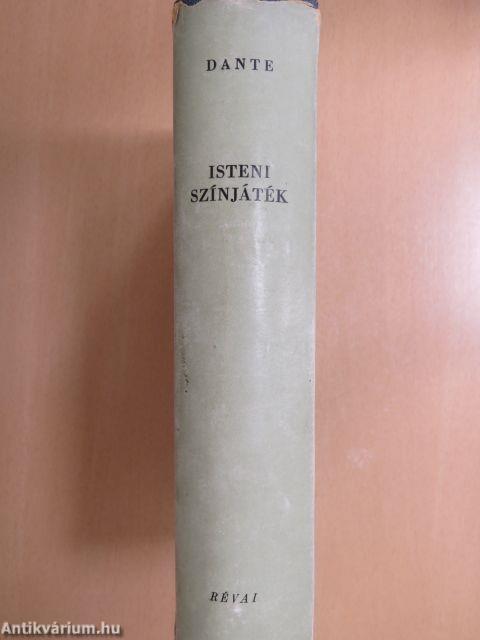 DANTE
ISTENI
SZÍNJÁTÉK
RÉVAI
Antikvárium.hu